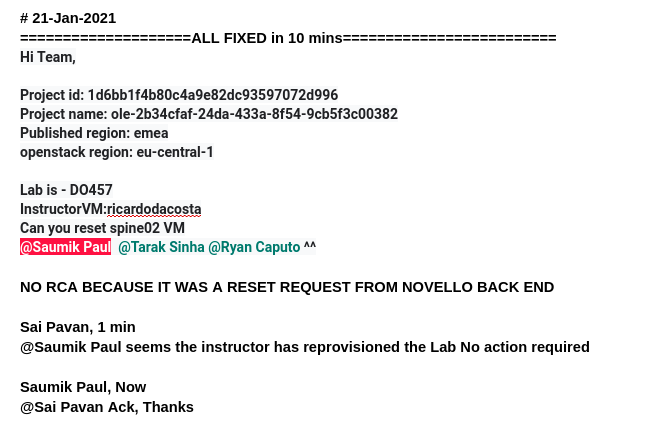 # 21-Jan-2021
====================ALL FIXED in 10 mins=========================
Hi Team,
Project id: 1d6bb1f4b80c4a9e82dc93597072d996
Project name: ole-2b34cfaf-24da-433a-8f54-9cb5f3c00382
Published region: emea
openstack region: eu-central-1
Lab is - DO457
InstructorVM:ricardodacosta
Can you reset spine02 VM
@Saumik Paul @Tarak Sinha @Ryan Caputo ^^
NO RCA BECAUSE IT WAS A RESET REQUEST FROM NOVELLO BACK END
Sai Pavan, 1 min
@Saumik Paul seems the instructor has reprovisioned the Lab No action required
Saumik Paul, Now
@Sai Pavan Ack, Thanks